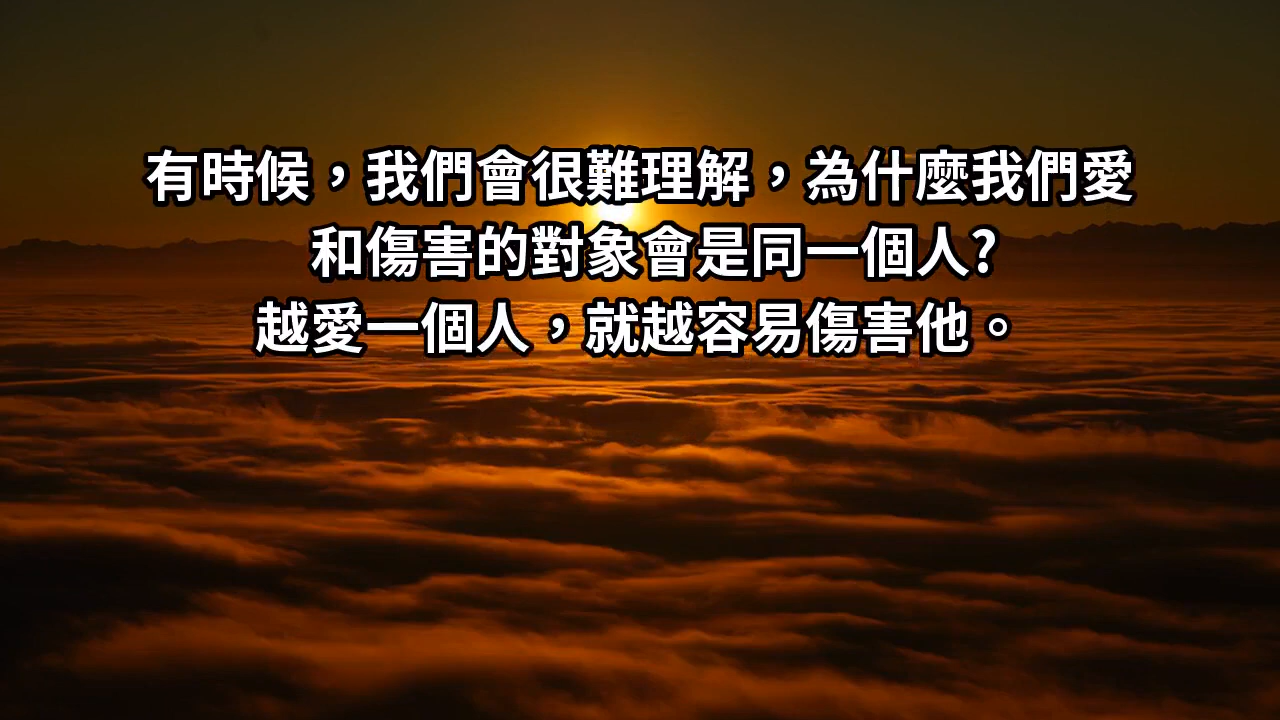 有時候，我們會很難理解，為什麼我們愛
和傷害的對象會是同一個人?
越愛一個人，就越容易傷害他。